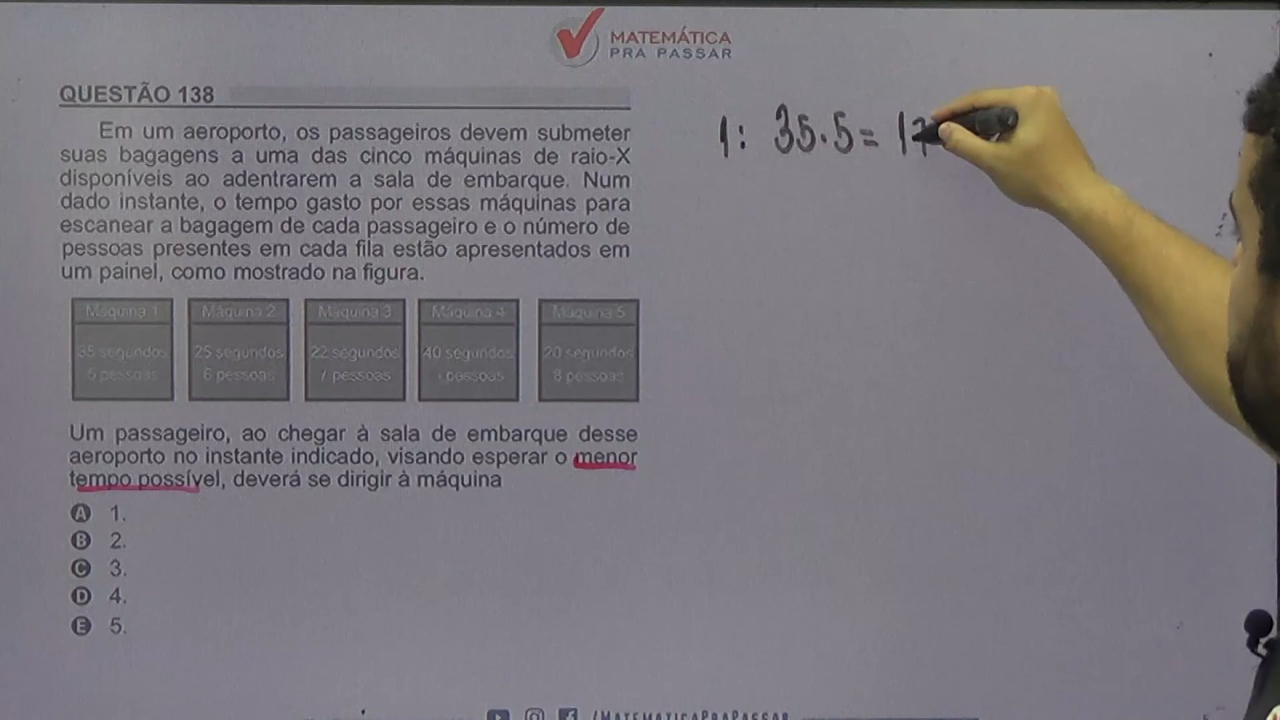 MATEMÁTICA
PRA PASSAR
QUESTÃO 138
Em um aeroporto, os passageiros devem submeter
suas bagagens a uma das cinco máquinas de raio-X
disponíveis ao adentrarem a sala de embarque. Num
dado instante, o tempo gasto por essas máquinas para
escanear a bagagem de cada passageiro e o número de
pessoas presentes em cada fila estão apresentados em
um painel, como mostrado na figura.
Máquina 1 Máquina 2 Máquina 3 Máquina 4 Máquina 5
35 segundos 25 segundos 22 segundos 40 segundos 20 segundos
5 pessoas 6 pessoas 7 pessoas pessoas 8 pessoas
Um passageiro, ao chegar à sala de embarque desse
aeroporto no instante indicado, visando esperar o menor
tempo possível, deverá se dirigir à máquina
A 1.
B 2.
C 3.
D 4.
E 5.
1: 35.5= 17
/MATEMATICAPRAPASSAR